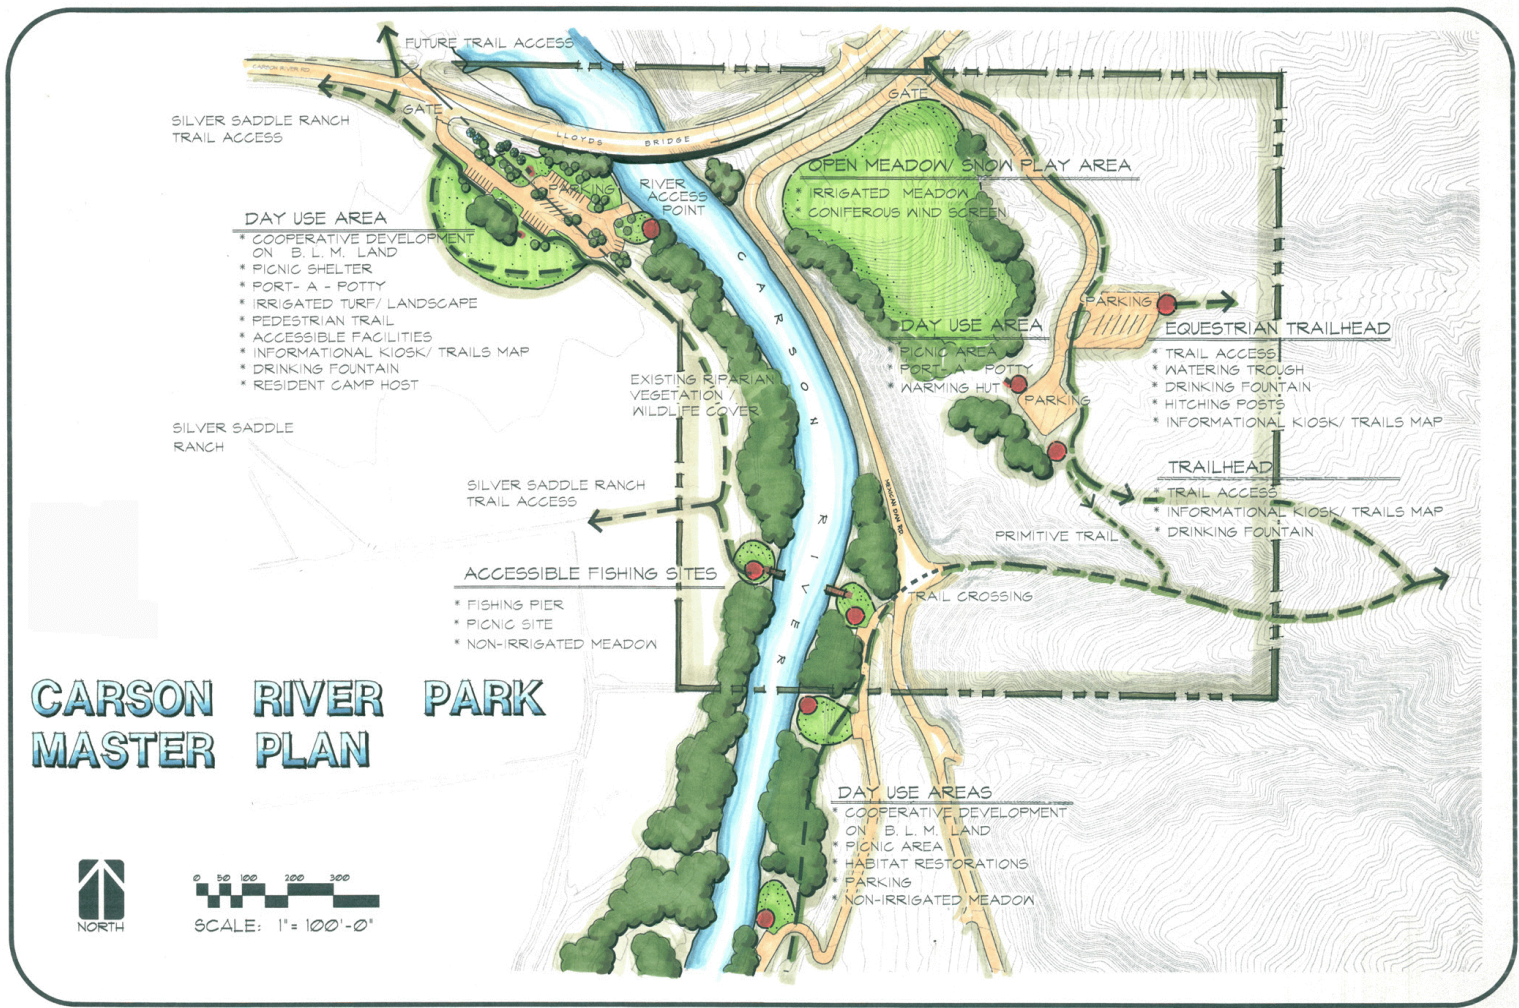 FUTURE TRAIL ACCESS
CARSON RIVER RD.
GATE
GATE
SILVER SADDLE RANCH
TRAIL ACCESS
LLOYDS BRIDGE
PARKING
RIVER
ACCESS
POINT
OPEN MEADOW/ SNOW PLAY AREA
* IRRIGATED MEADOW
* CONIFEROUS WIND SCREEN
DAY USE AREA
* COOPERATIVE DEVELOPMENT
ON B. L. M. LAND
* PICNIC SHELTER
* PORT- A - POTTY
* IRRIGATED TURF/ LANDSCAPE
* PEDESTRIAN TRAIL
* ACCESSIBLE FACILITIES
* INFORMATIONAL KIOSK/ TRAILS MAP
* DRINKING FOUNTAIN
* RESIDENT CAMP HOST
CARSON RIVER
PARKING
DAY USE AREA
* PICNIC AREA
* PORT- A - POTTY
* WARMING HUT
PARKING
EQUESTRIAN TRAILHEAD
* TRAIL ACCESS
* WATERING TROUGH
* DRINKING FOUNTAIN
* HITCHING POSTS
* INFORMATIONAL KIOSK/ TRAILS MAP
EXISTING RIPARIAN
VEGETATION /
WILDLIFE COVER
SILVER SADDLE
RANCH
SILVER SADDLE RANCH
TRAIL ACCESS
MEXICAN DAM RD.
TRAILHEAD
* TRAIL ACCESS
* INFORMATIONAL KIOSK/ TRAILS MAP
* DRINKING FOUNTAIN
PRIMITIVE TRAIL
ACCESSIBLE FISHING SITES
* FISHING PIER
* PICNIC SITE
* NON-IRRIGATED MEADOW
TRAIL CROSSING
CARSON RIVER PARK
MASTER PLAN
DAY USE AREAS
* COOPERATIVE DEVELOPMENT
ON B. L. M. LAND
* PICNIC AREA
* HABITAT RESTORATIONS
* PARKING
* NON-IRRIGATED MEADOW
NORTH
0 50 100 200 300
SCALE: 1"= 100'-0"